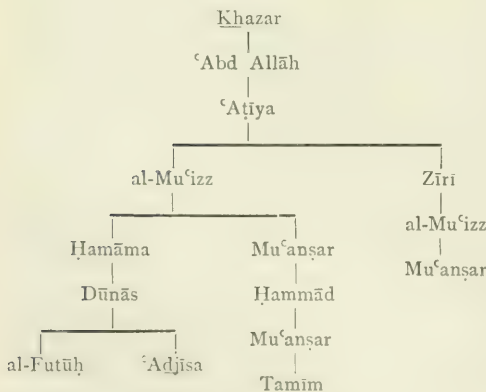 Khazar
ʿAbd Allāh
ʿAṭīya
al-Muʿizz Zīrī
Ḥamāma Muʿanṣar al-Muʿizz
Muʿanṣar
Dūnās Ḥammād
al-Futūḥ ʿAdjīsa Muʿanṣar
Tamīm